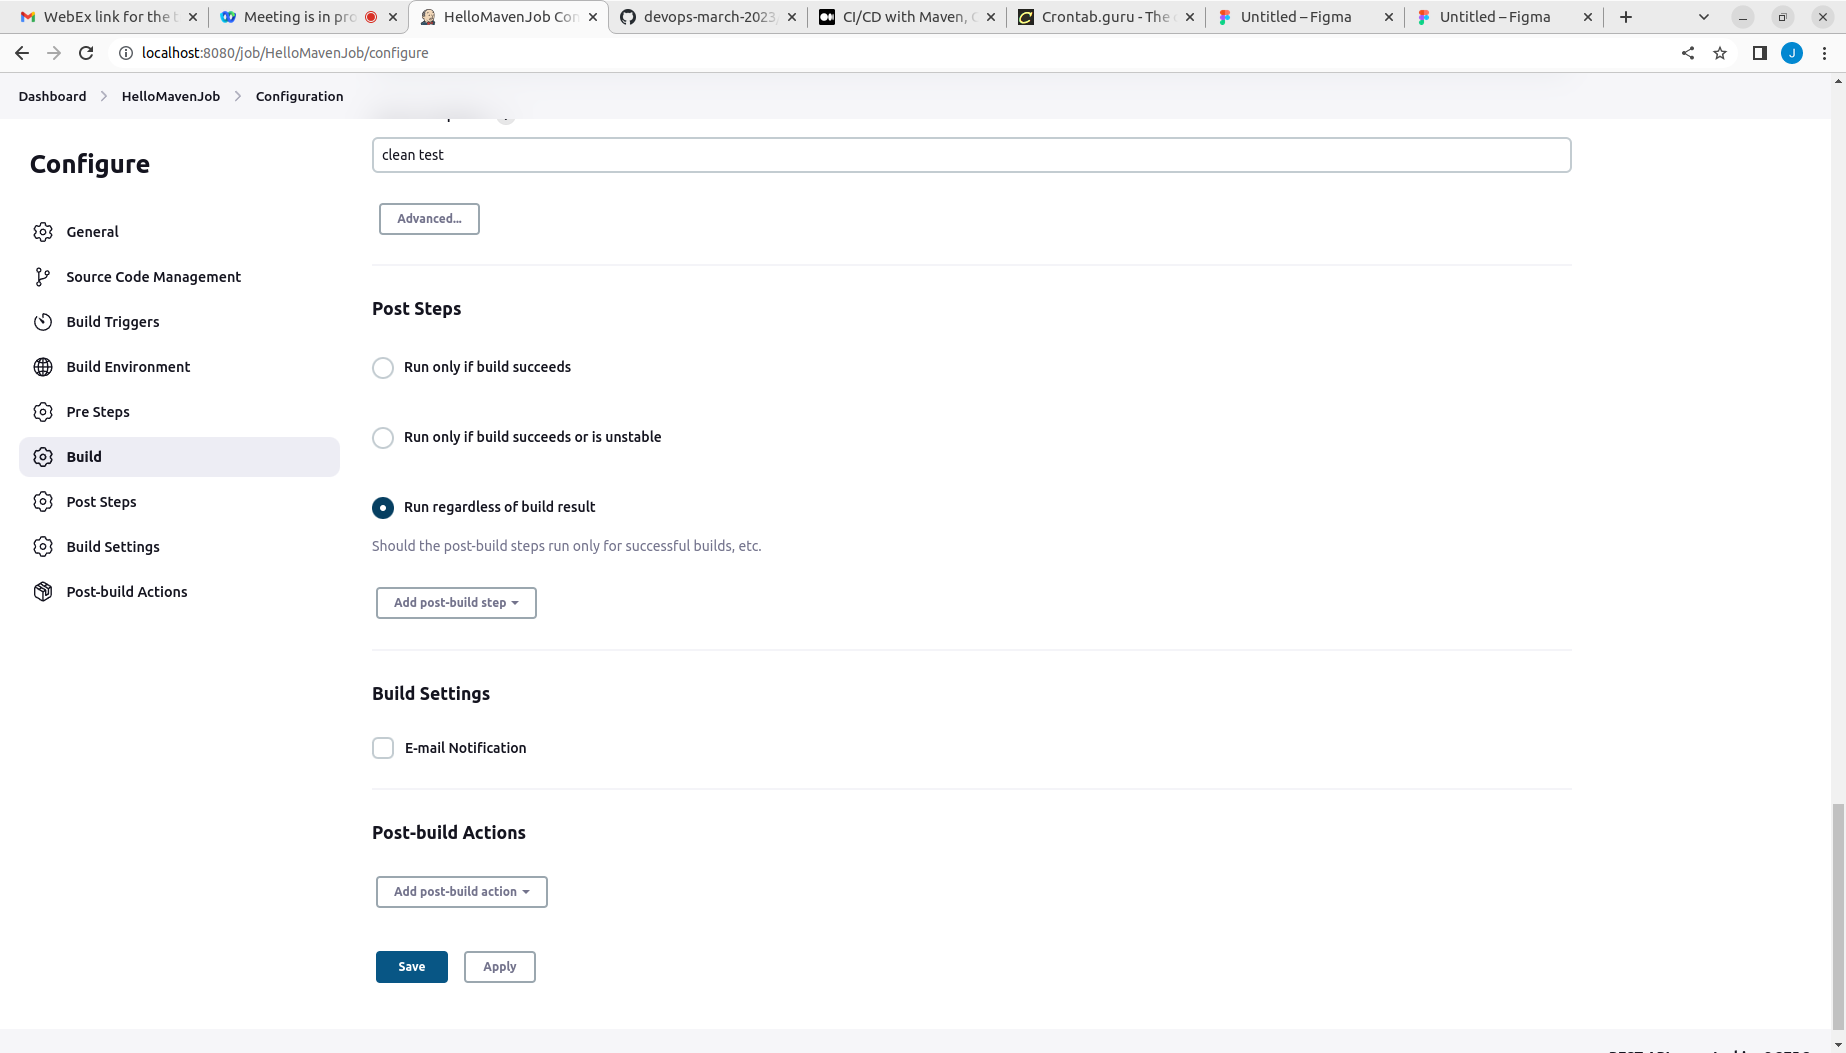 WebEx link for the t
Meeting is in pro
HelloMavenJob Con
devops-march-2023
CI/CD with Maven,
Crontab.guru - The
Untitled – Figma
Untitled – Figma
localhost:8080/job/HelloMavenJob/configure
J
Dashboard
HelloMavenJob
Configuration
Configure
General
Source Code Management
Build Triggers
Build Environment
Pre Steps
Build
Post Steps
Build Settings
Post-build Actions
clean test
Advanced...
Post Steps
Run only if build succeeds
Run only if build succeeds or is unstable
Run regardless of build result
Should the post-build steps run only for successful builds, etc.
Add post-build step
Build Settings
E-mail Notification
Post-build Actions
Add post-build action
Save
Apply